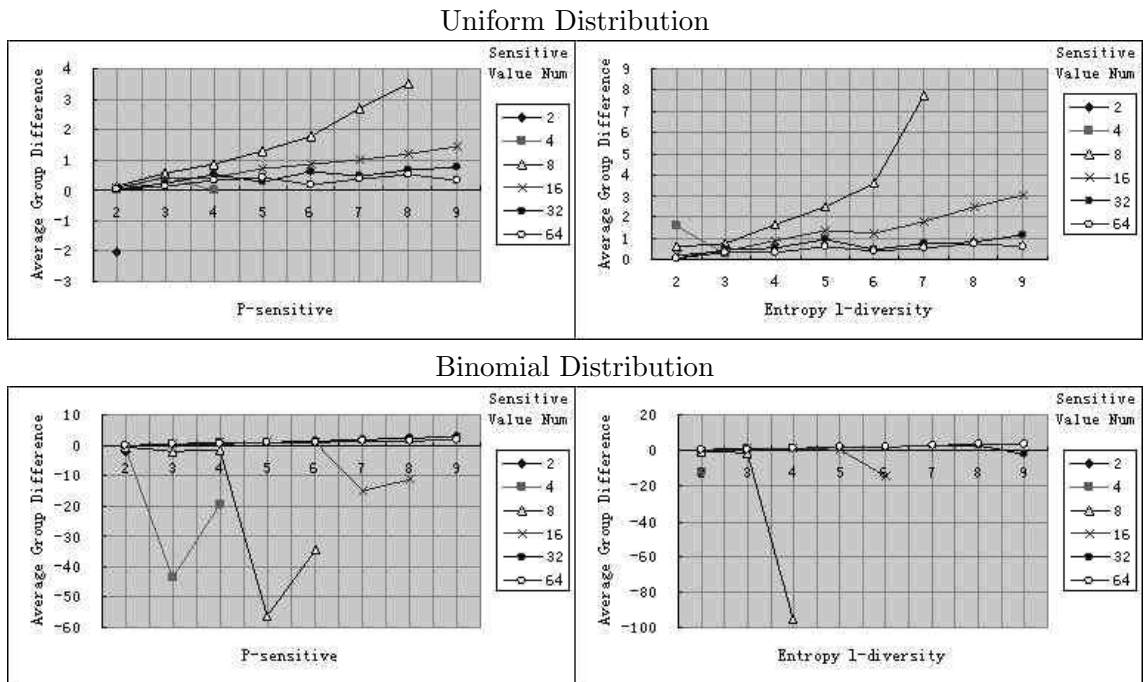 Uniform Distribution
Average Group Difference
4
3
2
1
0
-1
-2
-3
2 3 4 5 6 7 8 9
P-sensitive
Sensitive
Value Num
2
4
8
16
32
64
Average Group Difference
9
8
7
6
5
4
3
2
1
0
2 3 4 5 6 7 8 9
Entropy l-diversity
Sensitive
Value Num
2
4
8
16
32
64
Binomial Distribution
Average Group Difference
10
0
-10
-20
-30
-40
-50
-60
2 3 4 5 6 7 8 9
P-sensitive
Sensitive
Value Num
2
4
8
16
32
64
Average Group Difference
20
0
-20
-40
-60
-80
-100
2 3 4 5 6 7 8 9
Entropy l-diversity
Sensitive
Value Num
2
4
8
16
32
64